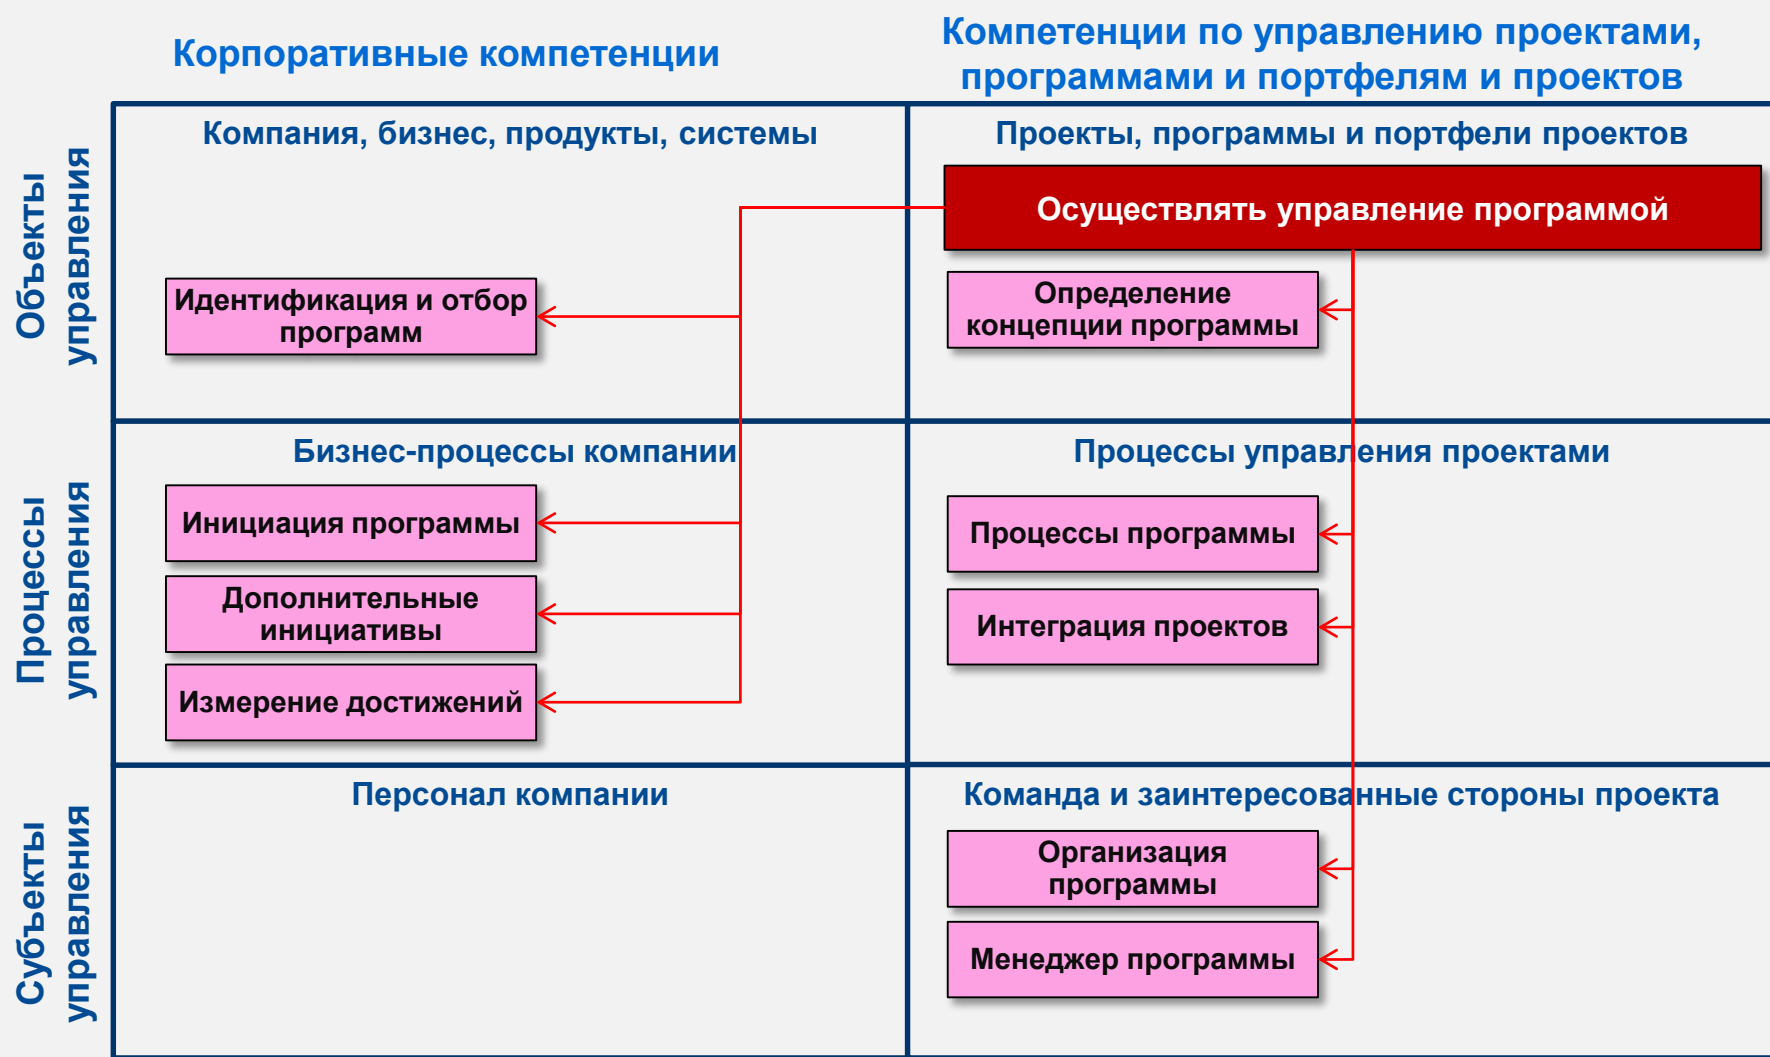 Корпоративные компетенции
Компетенции по управлению проектами,
программами и портфелям и проектов
Объекты
управления
Компания, бизнес, продукты, системы
Проекты, программы и портфели проектов
Осуществлять управление программой
Идентификация и отбор
программ
Определение
концепции программы
Процессы
управления
Бизнес-процессы компании
Процессы управления проектами
Инициация программы
Процессы программы
Дополнительные
инициативы
Интеграция проектов
Измерение достижений
Субъекты
управления
Персонал компании
Команда и заинтересованные стороны проекта
Организация
программы
Менеджер программы